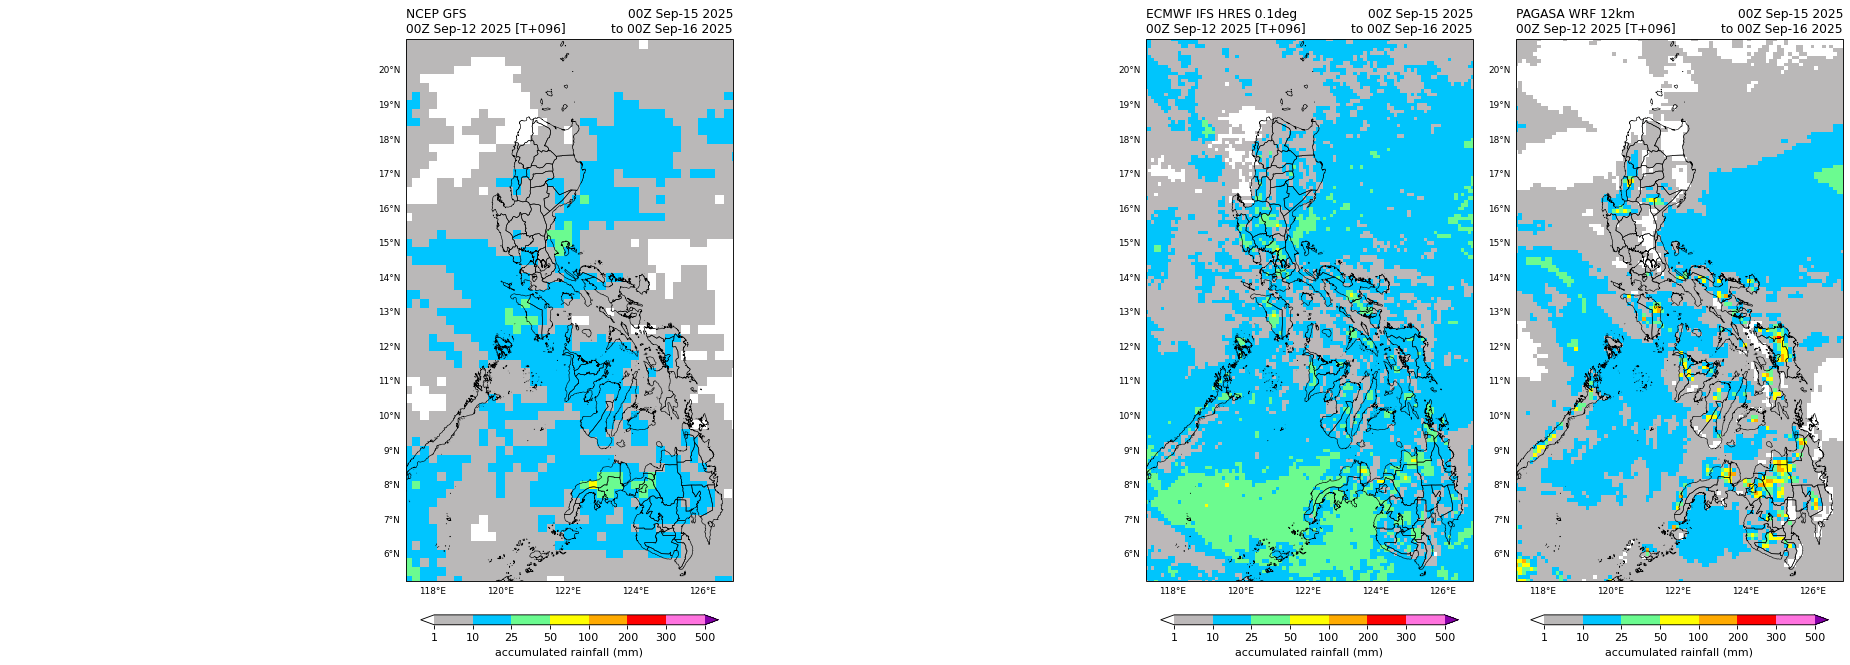 NCEP GFS 00Z Sep-15 2025
00Z Sep-12 2025 [T+096] to 00Z Sep-16 2025
20°N
19°N
18°N
17°N
16°N
15°N
14°N
13°N
12°N
11°N
10°N
9°N
8°N
7°N
6°N
118°E 120°E 122°E 124°E 126°E
1 10 25 50 100 200 300 500
accumulated rainfall (mm)
ECMWF IFS HRES 0.1deg 00Z Sep-15 2025
00Z Sep-12 2025 [T+096] to 00Z Sep-16 2025
20°N
19°N
18°N
17°N
16°N
15°N
14°N
13°N
12°N
11°N
10°N
9°N
8°N
7°N
6°N
118°E 120°E 122°E 124°E 126°E
1 10 25 50 100 200 300 500
accumulated rainfall (mm)
PAGASA WRF 12km 00Z Sep-15 2025
00Z Sep-12 2025 [T+096] to 00Z Sep-16 2025
20°N
19°N
18°N
17°N
16°N
15°N
14°N
13°N
12°N
11°N
10°N
9°N
8°N
7°N
6°N
118°E 120°E 122°E 124°E 126°E
1 10 25 50 100 200 300 500
accumulated rainfall (mm)